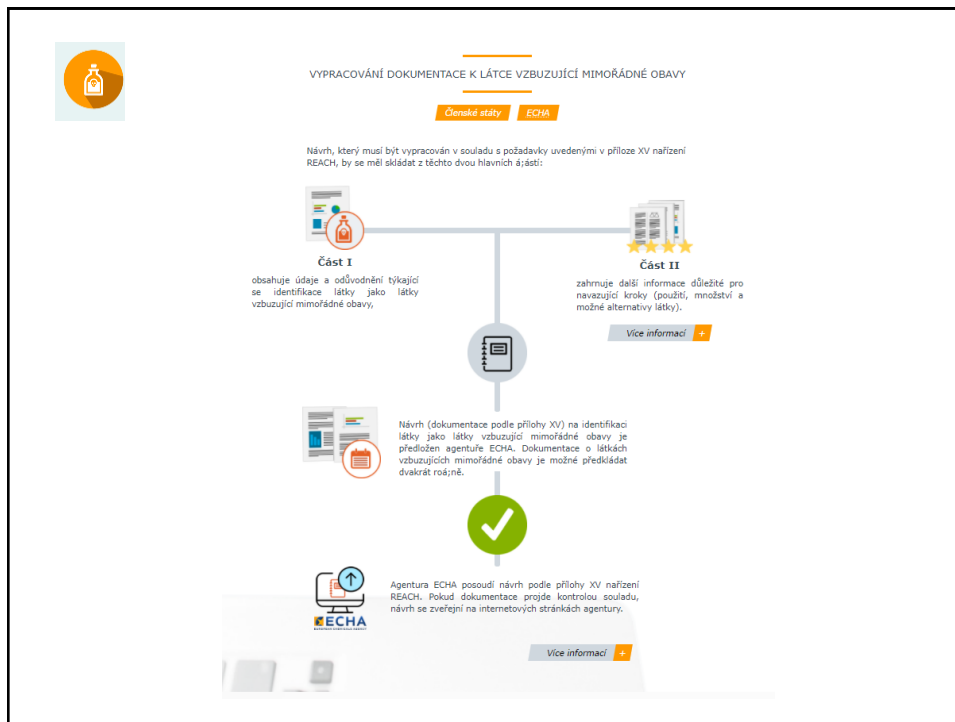 VYPRACOVÁNÍ DOKUMENTACE K LÁTCE VZBUZUJÍCÍ MIMOŘÁDNÉ OBAVY
Členské státy ECHA
Návrh, který musí být vypracován v souladu s požadavky uvedenými v příloze XV nařízení
REACH, by se měl skládat z těchto dvou hlavních á;ástí:
Část I
obsahuje údaje a odůvodnění týkající
se identifikace látky jako látky
vzbuzující mimořádné obavy,
Část II
zahrnuje další informace důležité pro
navazující kroky (použití, množství a
možné alternativy látky).
Více informací +
Návrh (dokumentace podle přílohy XV) na identifikaci
látky jako látky vzbuzující mimořádné obavy je
předložen agentuře ECHA. Dokumentace o látkách
vzbuzujících mimořádné obavy je možné předkládat
dvakrát roá;ně.
Agentura ECHA posoudí návrh podle přílohy XV nařízení
REACH. Pokud dokumentace projde kontrolou souladu,
návrh se zveřejní na internetových stránkách agentury.
ECHA
EUROPEAN CHEMICALS AGENCY
Více informací +